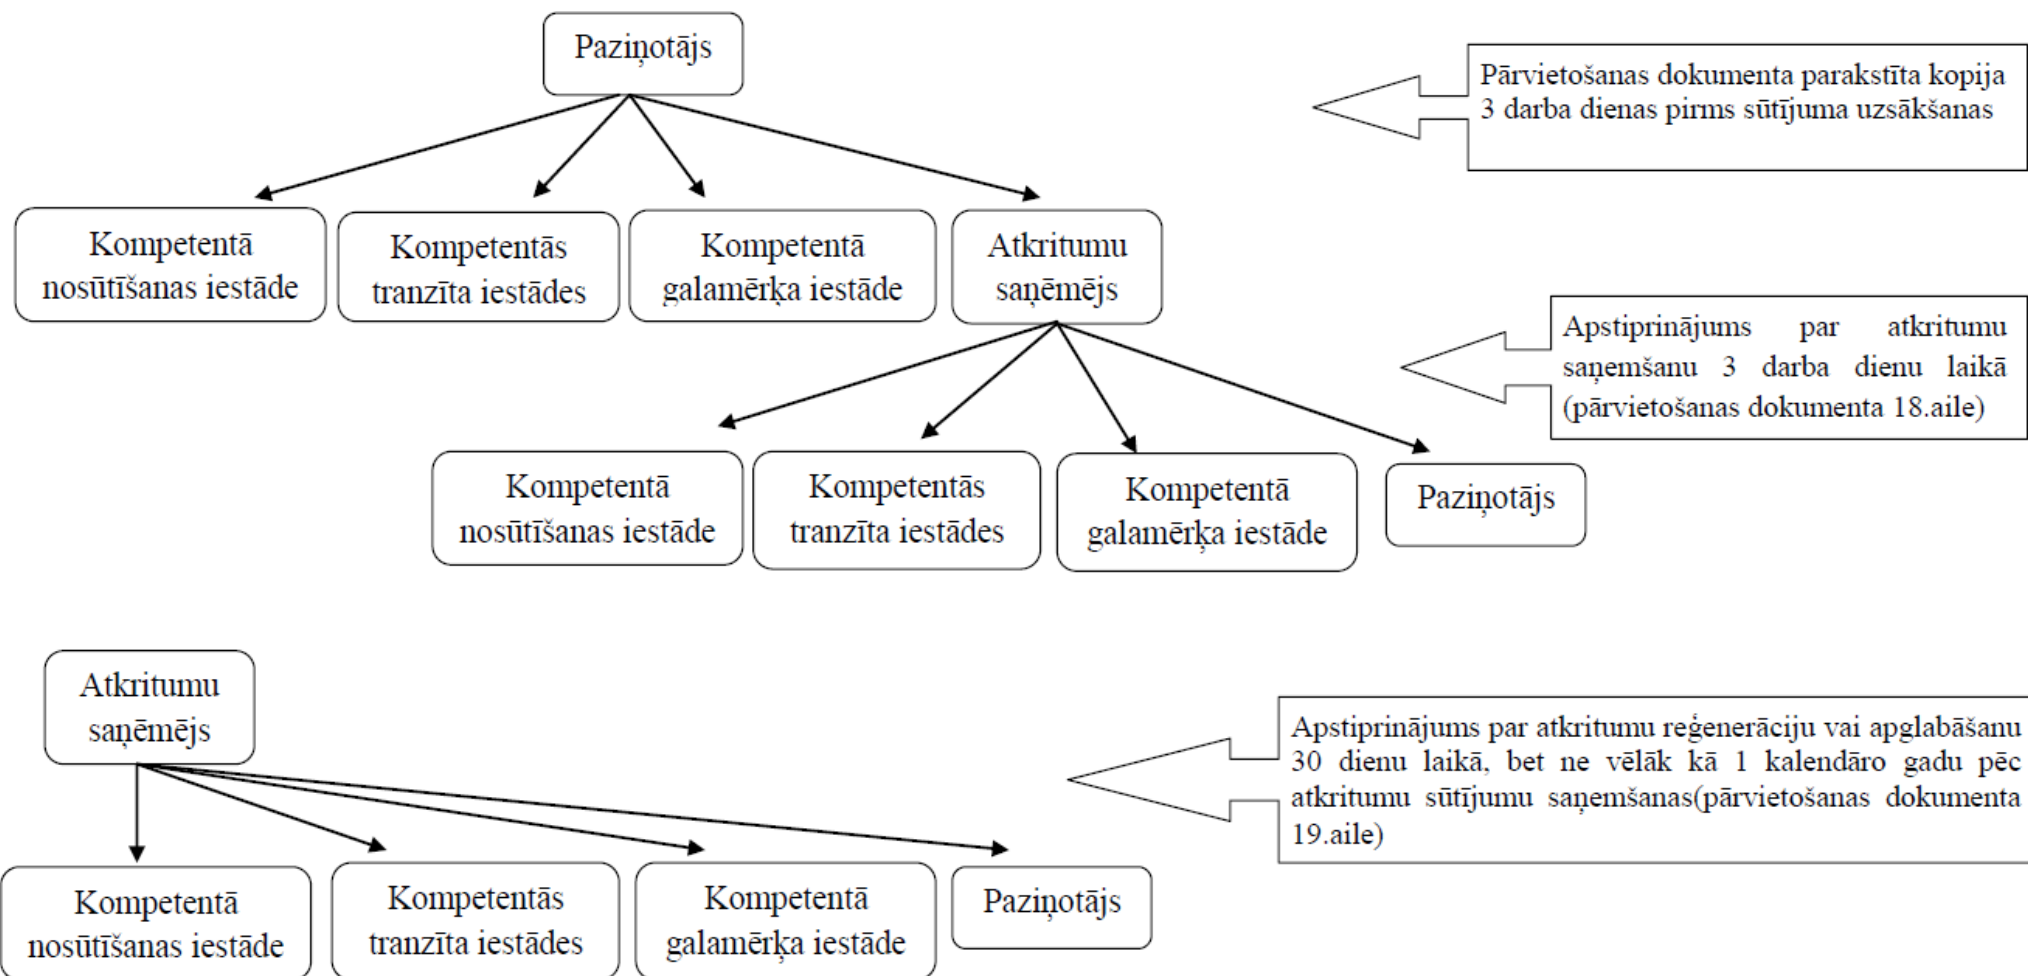 Paziņotājs
Pārvietošanas dokumenta parakstīta kopija
3 darba dienas pirms sūtījuma uzsākšanas
Kompetentā
nosūtīšanas iestāde
Kompetentās
tranzīta iestādes
Kompetentā
galamērķa iestāde
Atkritumu
saņēmējs
Apstiprinājums par atkritumu
saņemšanu 3 darba dienu laikā
(pārvietošanas dokumenta 18.aile)
Kompetentā
nosūtīšanas iestāde
Kompetentās
tranzīta iestādes
Kompetentā
galamērķa iestāde
Paziņotājs
Atkritumu
saņēmējs
Apstiprinājums par atkritumu reģenerāciju vai apglabāšanu
30 dienu laikā, bet ne vēlāk kā 1 kalendāro gadu pēc
atkritumu sūtījumu saņemšanas(pārvietošanas dokumenta
19.aile)
Kompetentā
nosūtīšanas iestāde
Kompetentās
tranzīta iestādes
Kompetentā
galamērķa iestāde
Paziņotājs